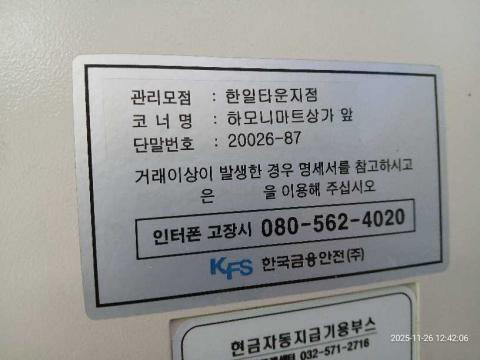 관리모점 : 한일타운지점
코 너 명 : 하모니마트상가 앞
단말번호 : 20026-87
거래이상이 발생한 경우 명세서를 참고하시고
은 을 이용해 주십시오
인터폰 고장시 080-562-4020
KFS 한국금융안전(주)
현금자동지급기용부스
032-571-2716
2025-11-26 12:42:06